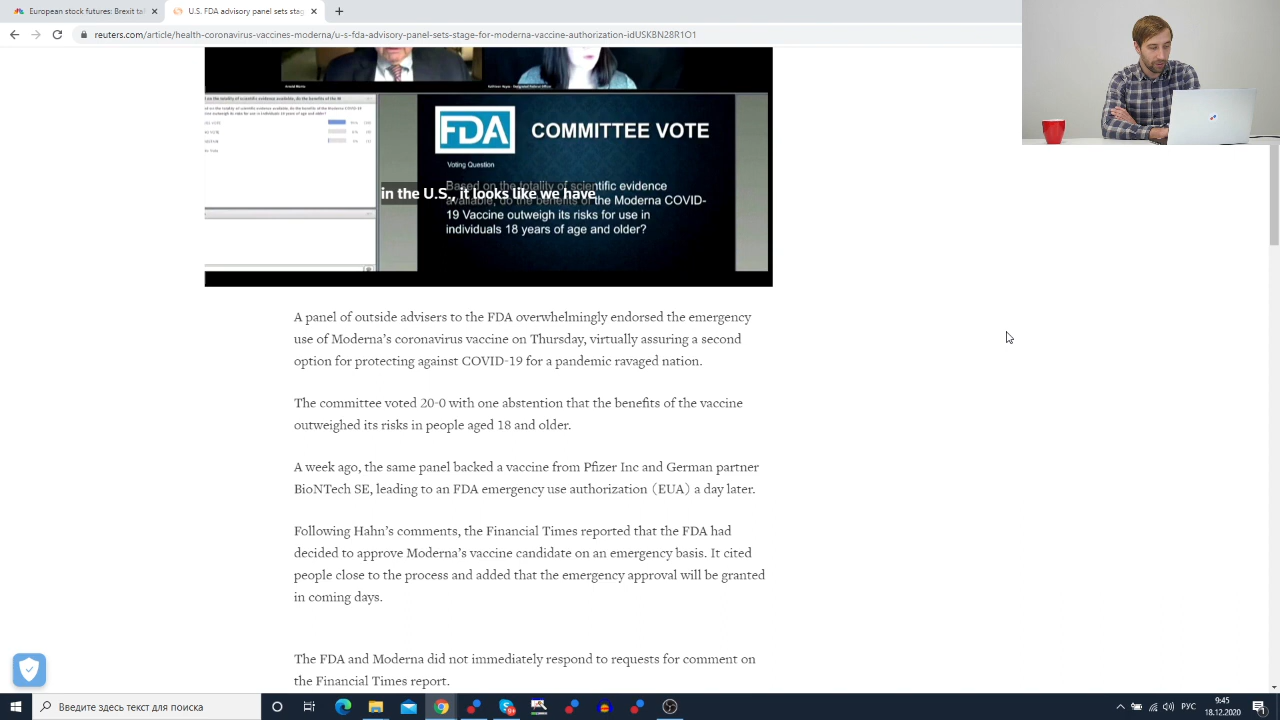 European stock futures: Brexit tal
U.S. FDA advisory panel sets stage
reuters.com/article/health-coronavirus-vaccines-moderna/u-s-fda-advisory-panel-sets-stage-for-moderna-vaccine-authorization-idUSKBN28R1O1
FDA
COMMITTEE VOTE
Voting Question
Based on the totality of scientific evidence
available, do the benefits of the Moderna COVID-
19 Vaccine outweigh its risks for use in
individuals 18 years of age and older?
in the U.S., it looks like we have
A panel of outside advisers to the FDA overwhelmingly endorsed the emergency
use of Moderna’s coronavirus vaccine on Thursday, virtually assuring a second
option for protecting against COVID-19 for a pandemic ravaged nation.
The committee voted 20-0 with one abstention that the benefits of the vaccine
outweighed its risks in people aged 18 and older.
A week ago, the same panel backed a vaccine from Pfizer Inc and German partner
BioNTech SE, leading to an FDA emergency use authorization (EUA) a day later.
Following Hahn’s comments, the Financial Times reported that the FDA had
decided to approve Moderna’s vaccine candidate on an emergency basis. It cited
people close to the process and added that the emergency approval will be granted
in coming days.
The FDA and Moderna did not immediately respond to requests for comment on
the Financial Times report.
Введите здесь текст для поиска
РУС
9:45
18.12.2020